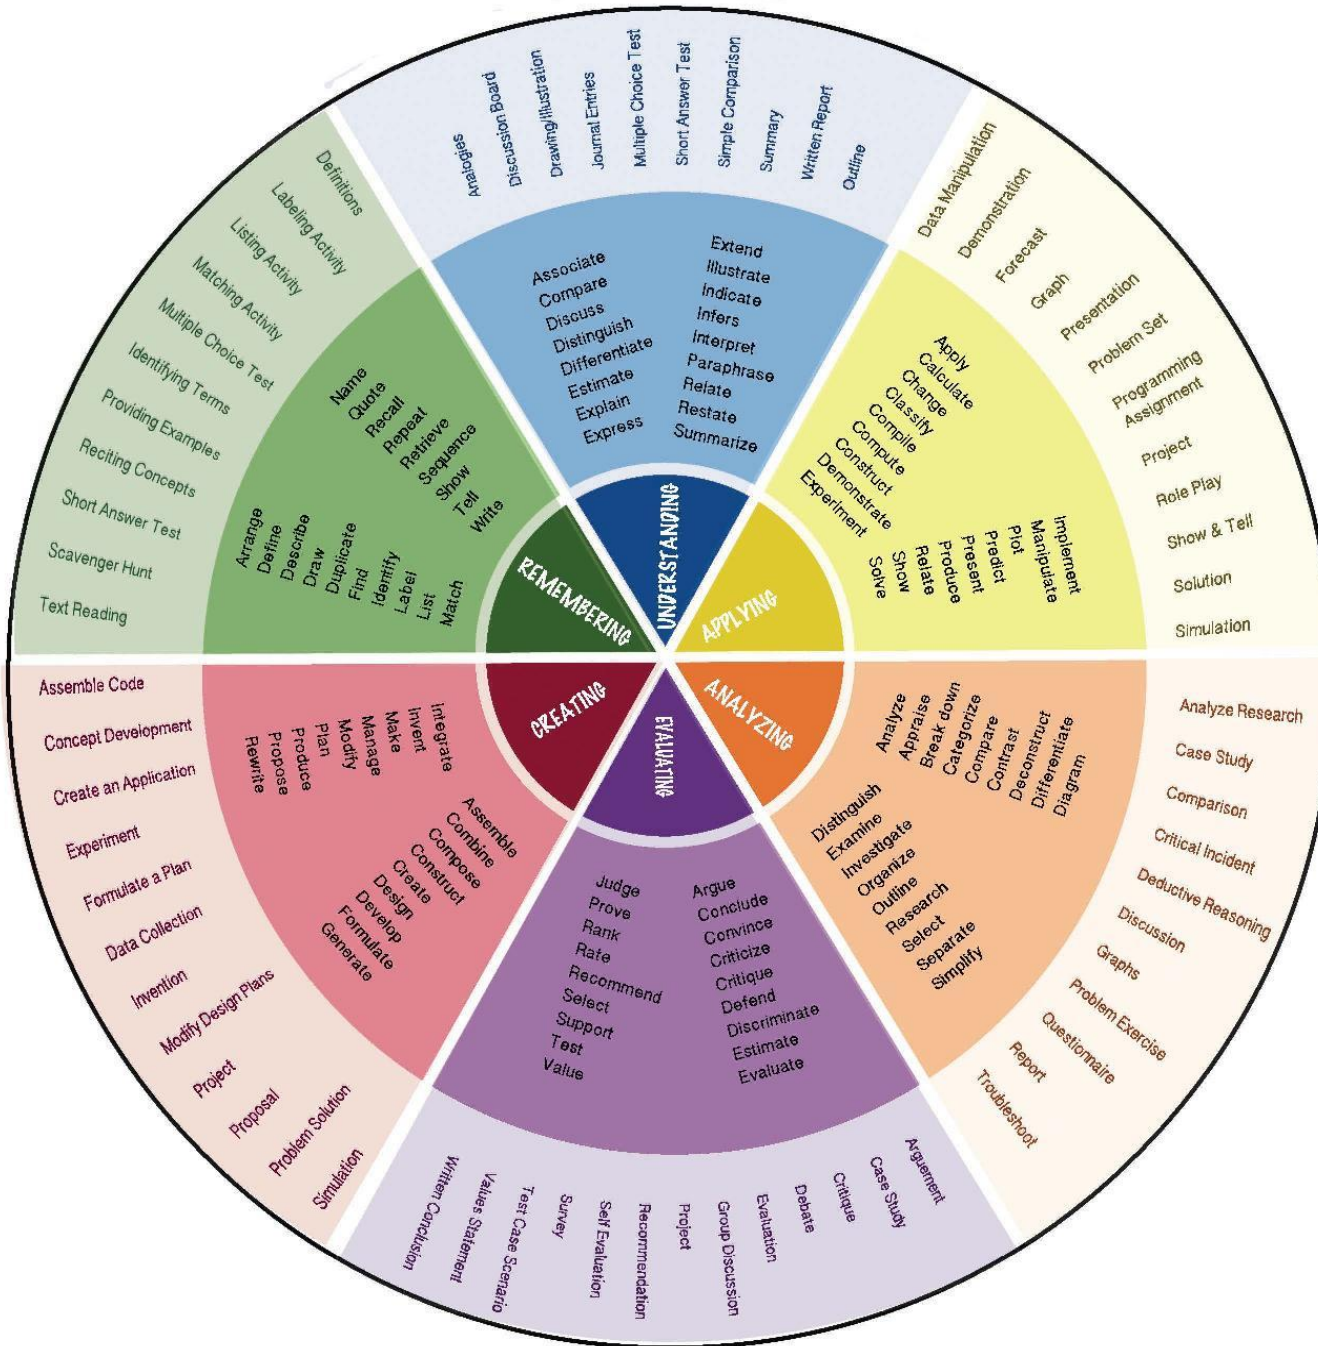 REMEMBERING
Name
Quote
Recall
Repeat
Retrieve
Sequence
Show
Tell
Write
Arrange
Define
Describe
Draw
Duplicate
Find
Identify
Label
List
Match
Definitions
Labeling Activity
Listing Activity
Matching Activity
Multiple Choice Test
Identifying Terms
Providing Examples
Reciting Concepts
Short Answer Test
Scavenger Hunt
Text Reading
UNDERSTANDING
Associate
Compare
Discuss
Distinguish
Differentiate
Estimate
Explain
Express
Extend
Illustrate
Indicate
Infers
Interpret
Paraphrase
Relate
Restate
Summarize
Analogies
Discussion Board
Drawing/Illustration
Journal Entries
Multiple Choice Test
Short Answer Test
Simple Comparison
Summary
Written Report
Outline
APPLYING
Apply
Calculate
Change
Classify
Compile
Compute
Construct
Demonstrate
Experiment
Implement
Manipulate
Plot
Predict
Present
Produce
Relate
Show
Solve
Data Manipulation
Demonstration
Forecast
Graph
Presentation
Problem Set
Programming
Assignment
Project
Role Play
Show & Tell
Solution
Simulation
ANALYZING
Analyze
Appraise
Break down
Categorize
Compare
Contrast
Deconstruct
Differentiate
Diagram
Distinguish
Examine
Investigate
Organize
Outline
Research
Select
Separate
Simplify
Analyze Research
Case Study
Comparison
Critical Incident
Deductive Reasoning
Discussion
Graphs
Problem Exercise
Questionnaire
Report
Troubleshoot
EVALUATING
Argue
Conclude
Convince
Criticize
Critique
Defend
Discriminate
Estimate
Evaluate
Judge
Prove
Rank
Rate
Recommend
Select
Support
Test
Value
Arguement
Case Study
Critique
Debate
Evaluation
Group Discussion
Project
Recommendation
Self Evaluation
Survey
Test Case Scenario
Values Statement
Written Conclusion
CREATING
Assemble
Combine
Compose
Construct
Create
Design
Develop
Formulate
Generate
Integrate
Invent
Make
Manage
Modify
Plan
Produce
Propose
Rewrite
Assemble Code
Concept Development
Create an Application
Experiment
Formulate a Plan
Data Collection
Invention
Modify Design Plans
Project
Proposal
Problem Solution
Simulation